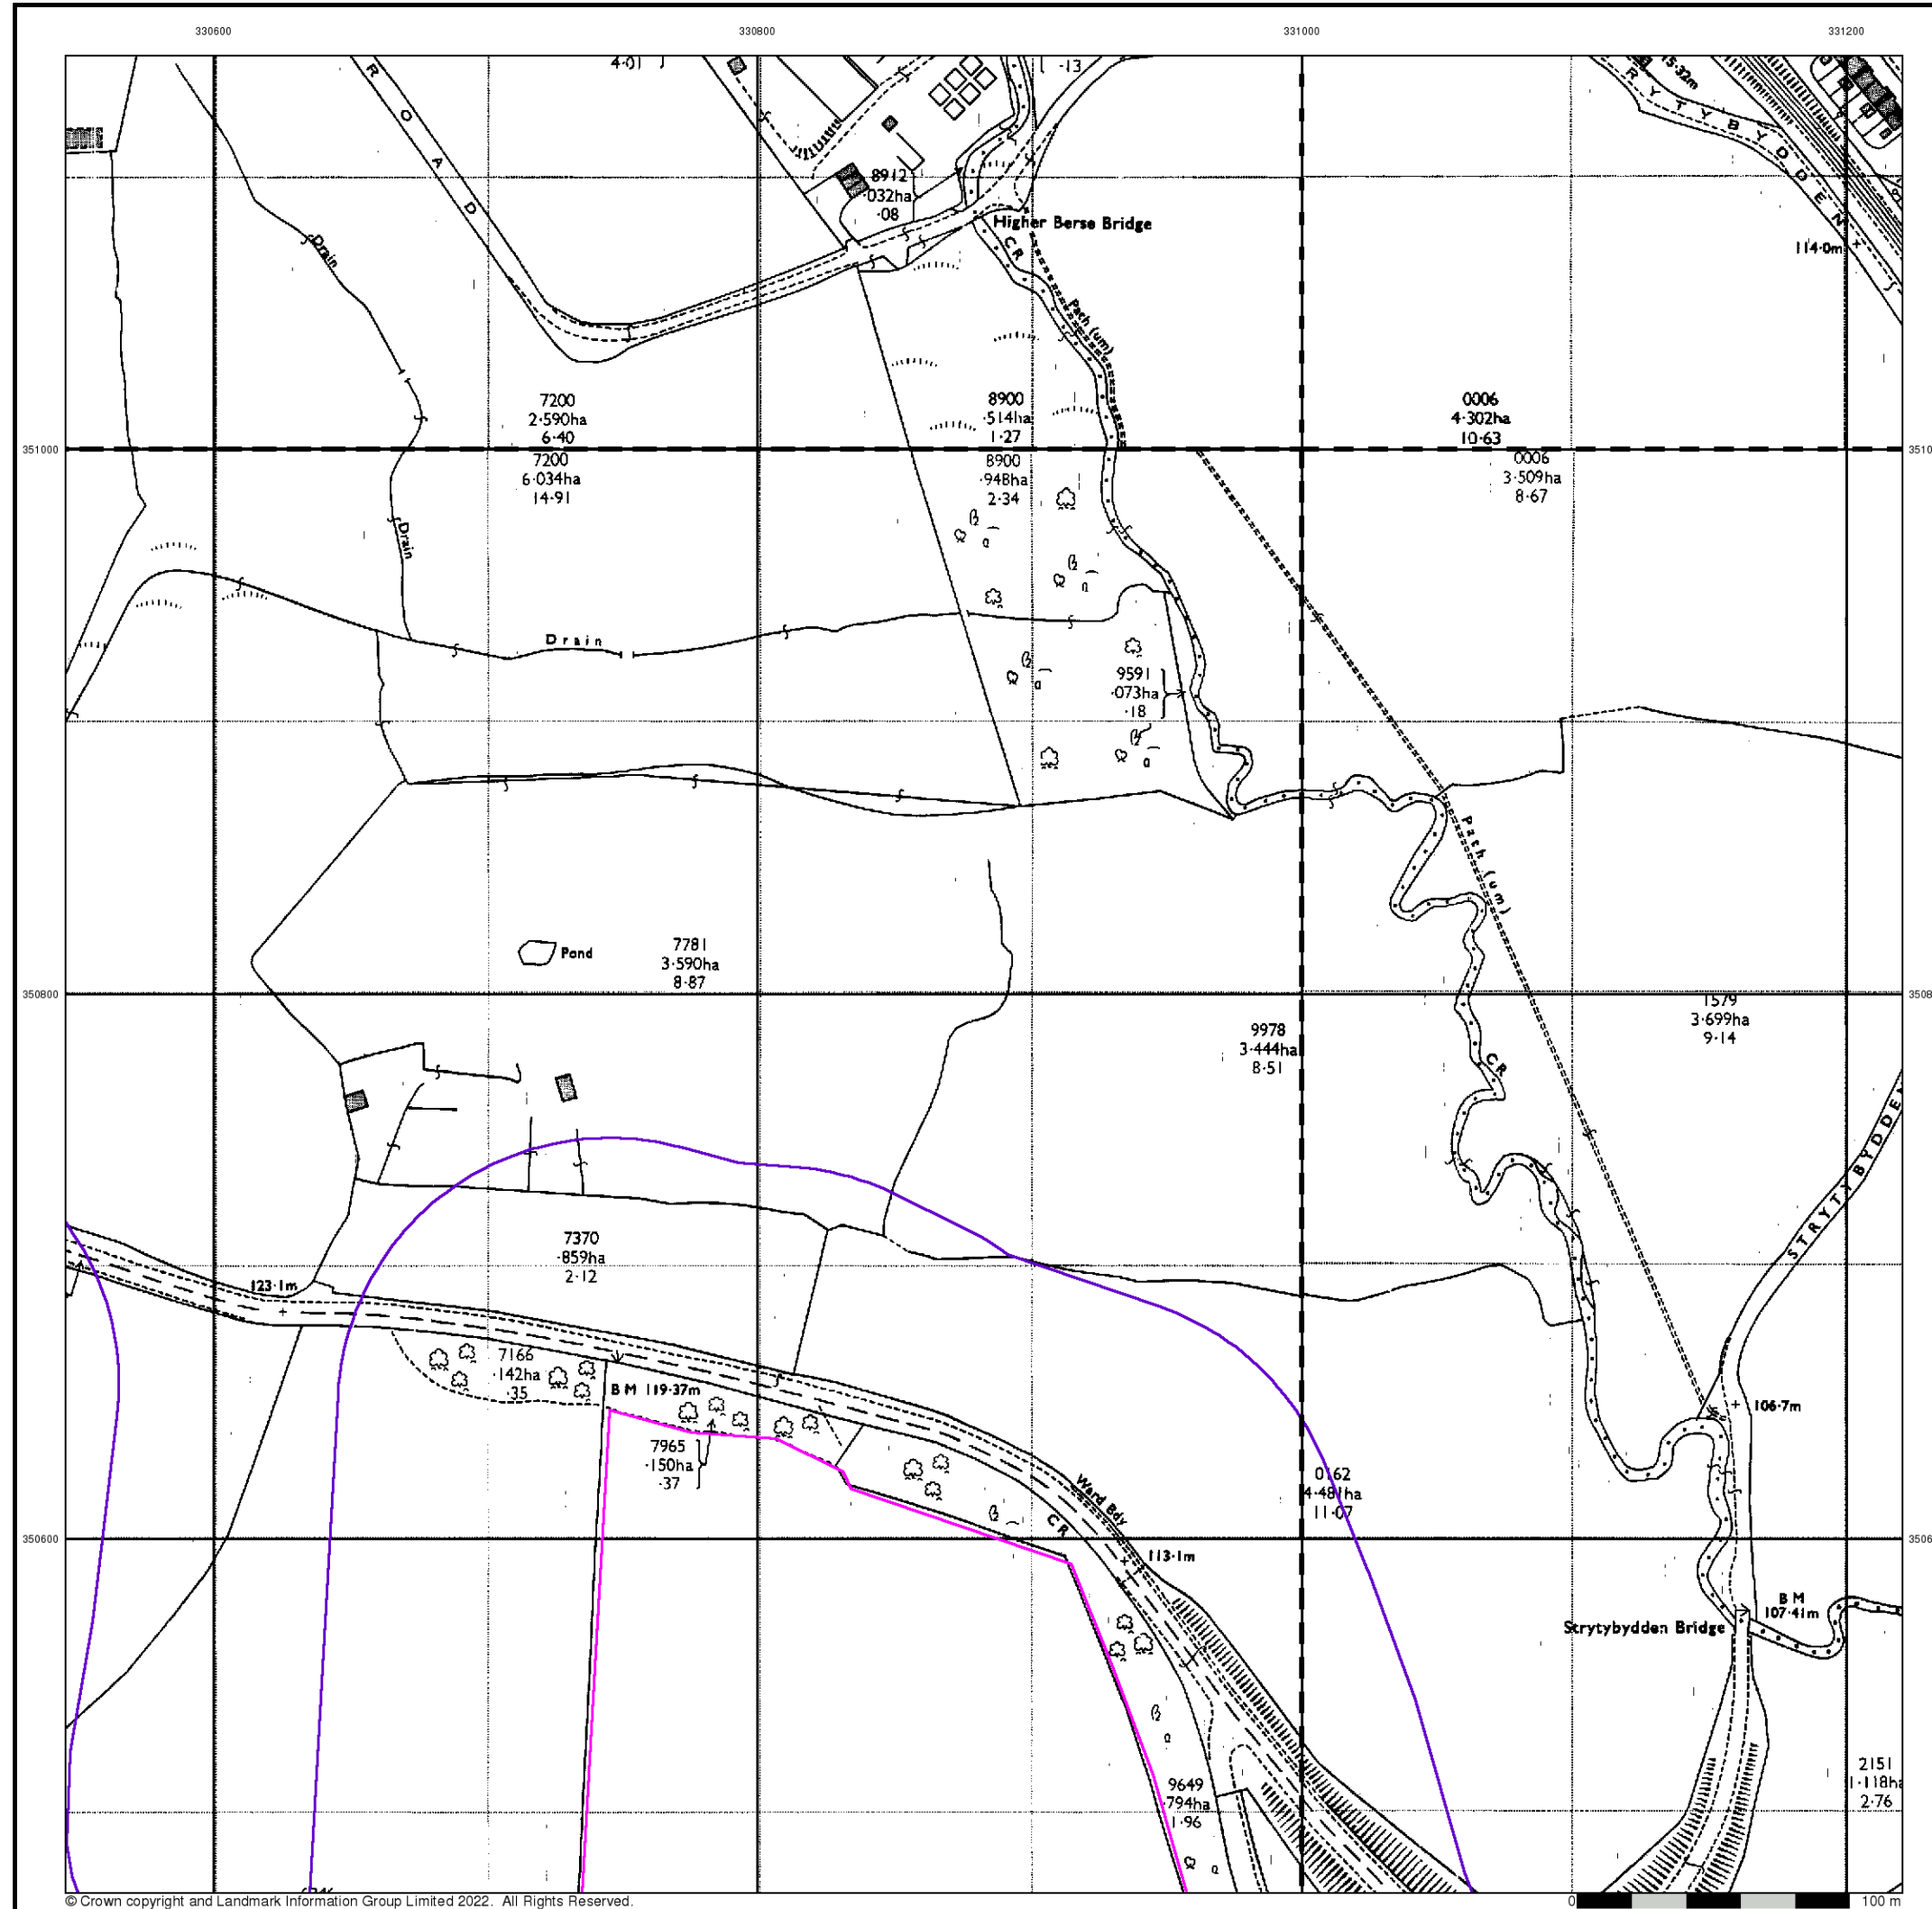 330600
330800
331000
331200
4·01
·13
15·32m
ROAD
RYTYBYDDEN
8912
·032ha
·08
Higher Berse Bridge
CR
114·0m
Drain
Path (um)
7200
2·590ha
6·40
8900
·514ha
1·27
0006
4·302ha
10·63
351000
3510
7200
6·034ha
14·91
8900
·948ha
2·34
0006
3·509ha
8·67
Drain
Drain
9591
·073ha
·18
Path (um)
Pond
7781
3·590ha
8·87
350800
3508
9978
3·444ha
8·51
1579
3·699ha
9·14
CR
STRYTYBYDDEN
7370
·859ha
2·12
123·1m
7166
·142ha
·35
BM 119·37m
106·7m
7965
·150ha
·37
Ward Bdy
CR
0162
4·481ha
11·07
350600
3506
113·1m
BM
107·41m
Strytybydden Bridge
2151
1·118ha
2·76
9649
·794ha
1·96
© Crown copyright and Landmark Information Group Limited 2022. All Rights Reserved.
0
100 m